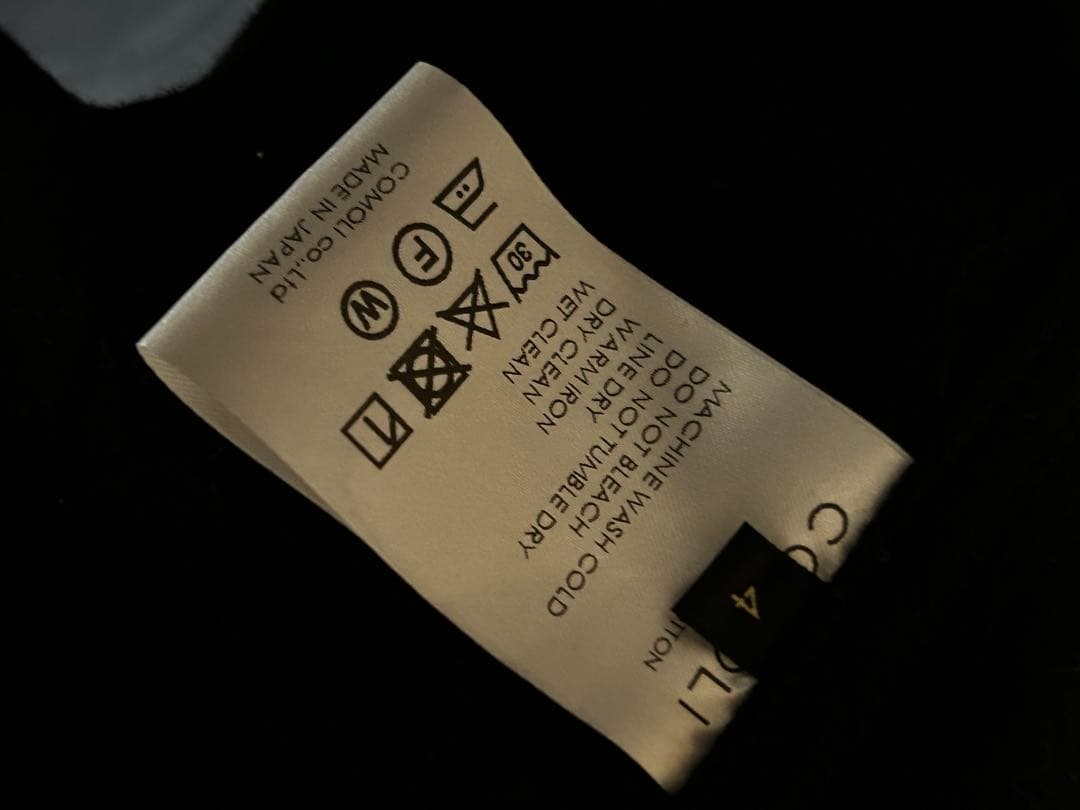 4
MACHINE WASH COLD
DO NOT BLEACH
DO NOT TUMBLE DRY
LINE DRY
WARM IRON
DRY CLEAN
WET CLEAN
30
F
W
COMOLI co.,Ltd
MADE IN JAPAN